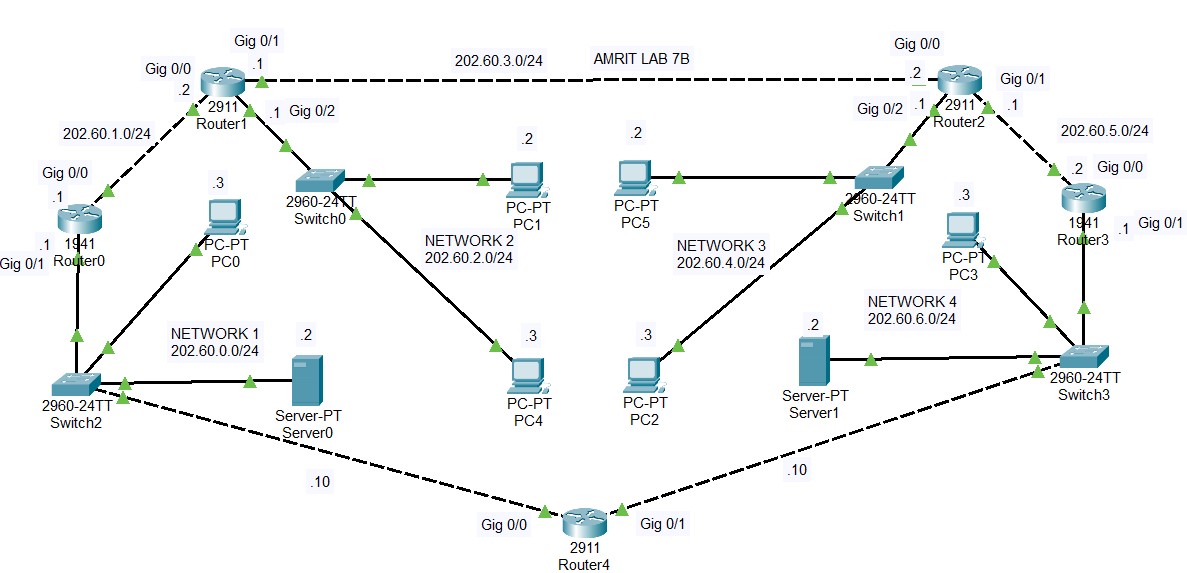 Gig 0/1
.1
202.60.3.0/24
AMRIT LAB 7B
Gig 0/0
.2
Gig 0/0
.2
2911
Router1
.1
Gig 0/2
2911
Router2
Gig 0/1
.1
Gig 0/2
.1
202.60.1.0/24
202.60.5.0/24
Gig 0/0
.1
1941
Router0
.1
Gig 0/1
.3
PC-PT
PC0
2960-24TT
Switch0
.2
PC-PT
PC1
.2
PC-PT
PC5
2960-24TT
Switch1
.2
Gig 0/0
1941
Router3
.1
Gig 0/1
.3
PC-PT
PC3
NETWORK 2
202.60.2.0/24
NETWORK 3
202.60.4.0/24
NETWORK 1
202.60.0.0/24
.2
Server-PT
Server0
NETWORK 4
202.60.6.0/24
.2
Server-PT
Server1
.3
PC-PT
PC4
.3
PC-PT
PC2
2960-24TT
Switch2
2960-24TT
Switch3
.10
.10
Gig 0/0
Gig 0/1
2911
Router4